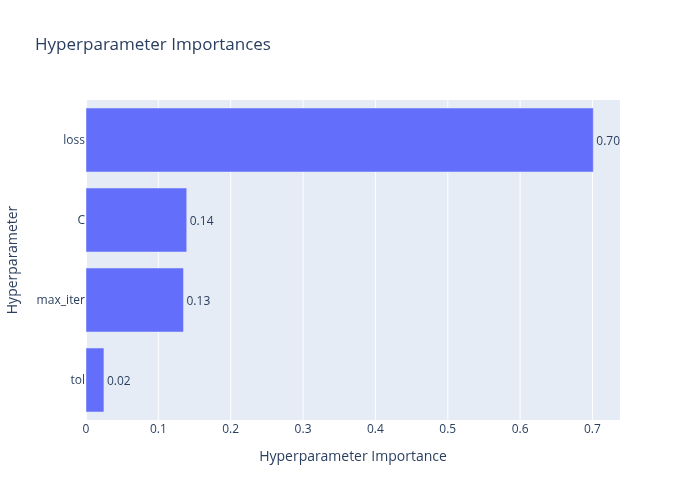 Hyperparameter Importances
Hyperparameter
loss
0.70
C
0.14
max_iter
0.13
tol
0.02
0
0.1
0.2
0.3
0.4
0.5
0.6
0.7
Hyperparameter Importance